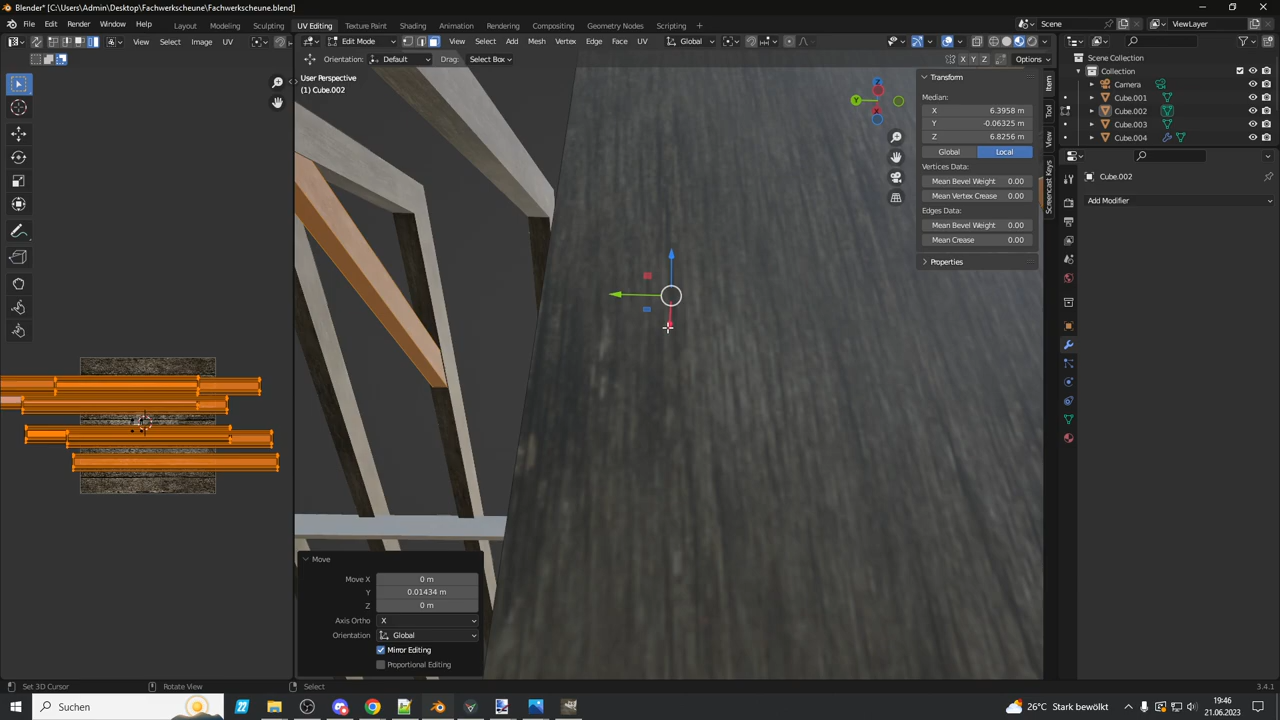 Blender* [C:\Users\Admin\Desktop\Fachwerkscheune\Fachwerkscheune.blend]
File Edit Render Window Help Layout Modeling Sculpting UV Editing Texture Paint Shading Animation Rendering Compositing Geometry Nodes Scripting Scene ViewLayer
View Select Image UV Edit Mode View Select Add Mesh Vertex Edge Face UV Global
Orientation: Default Drag: Select Box X Y Z Options
User Perspective
(1) Cube.002
Transform
Median:
X 6.3958 m
Y -0.06325 m
Z 6.8256 m
Global Local
Vertices Data:
Mean Bevel Weight 0.00
Mean Vertex Crease 0.00
Edges Data:
Mean Bevel Weight 0.00
Mean Crease 0.00
Properties
Item
Tool
View
Screencast Keys
Scene Collection
Collection
Camera
Cube.001
Cube.002
Cube.003
Cube.004
Cube.002
Add Modifier
Move
Move X 0 m
Y 0.01434 m
Z 0 m
Axis Ortho X
Orientation Global
Mirror Editing
Proportional Editing
Set 3D Cursor Rotate View Select 3.4.1
Suchen 26°C Stark bewölkt 19:46
21.06.2023